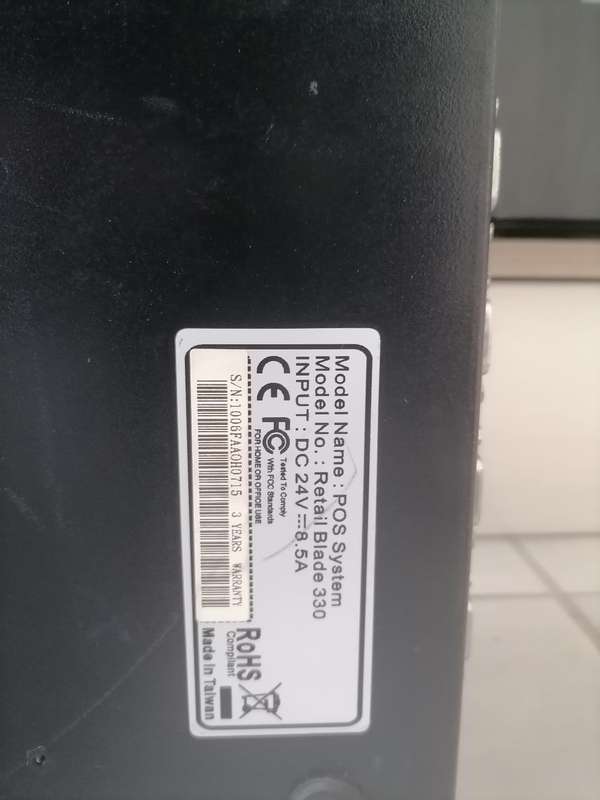 Model Name : POS System
Model No. : Retail Blade 330
INPUT : DC 24V⎓8.5A
CE FC Tested To Comply
With FCC Standards
FOR HOME OR OFFICE USE
S/N:1006FAA0H0715 3 YEARS WARRANTY
RoHS
Compliant
Made In Taiwan